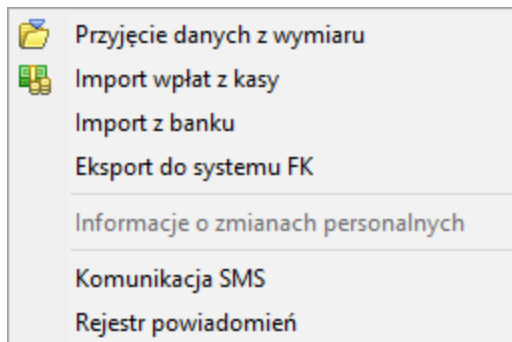 Przyjęcie danych z wymiaru
Import wpłat z kasy
Import z banku
Eksport do systemu FK
Informacje o zmianach personalnych
Komunikacja SMS
Rejestr powiadomień